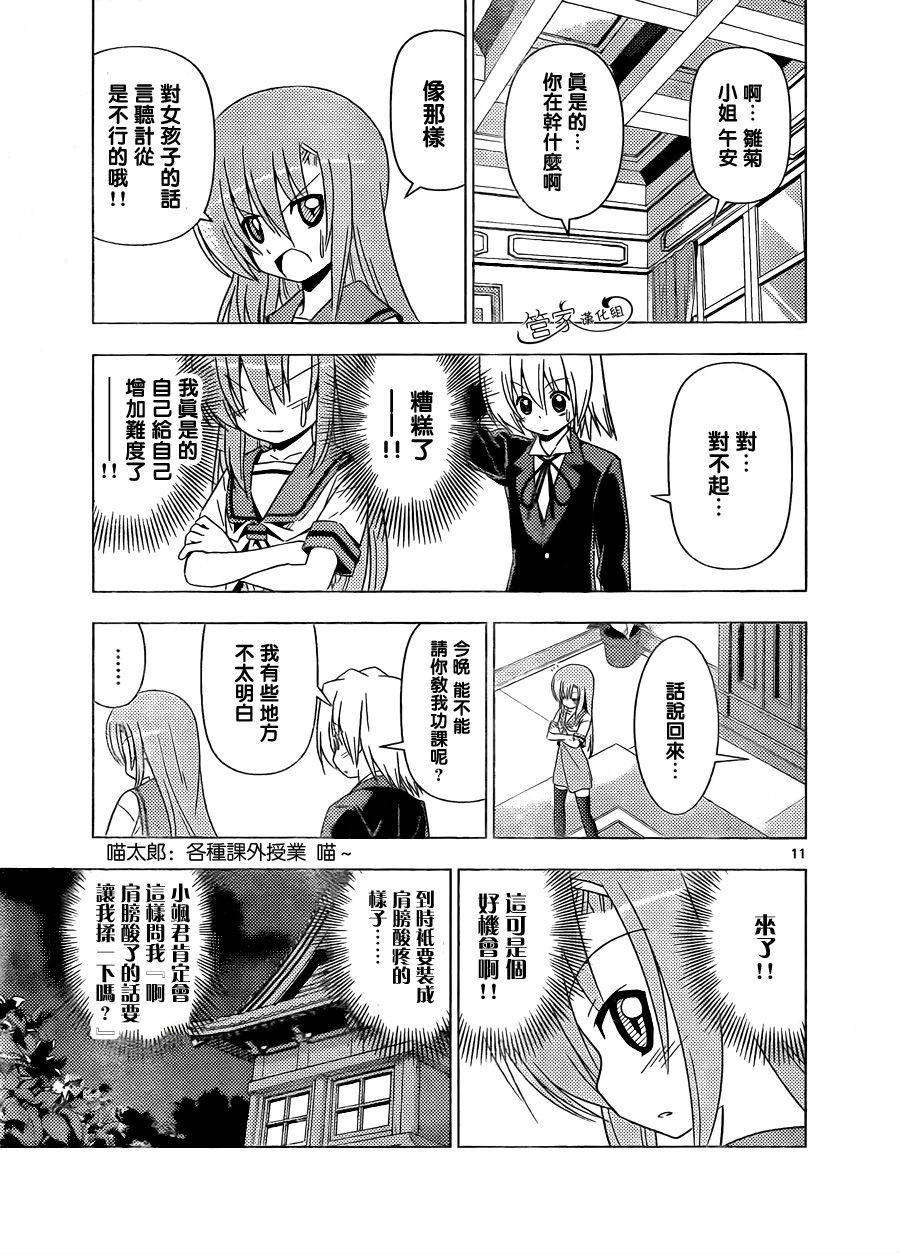 啊… 雛菊
小姐 午安
真是的…
你在幹什麼啊
像那樣
對女孩子的話
言聽計從
是不行的哦!!
管家漢化組
對…
對不起…
糟糕了
——!!
我真是的
自己給自己
增加難度了
——!!
話說回來…
今晚 能不能
請你教我功課呢?
我有些地方
不太明白
……
11
喵太郎: 各種課外授業 喵~
來了!!
這可是個
好機會啊!!
到時衹要裝成
肩膀酸疼的
樣子……
小颯君肯定會
這樣問我『啊
肩膀酸了的話要
讓我揉一下嗎?』